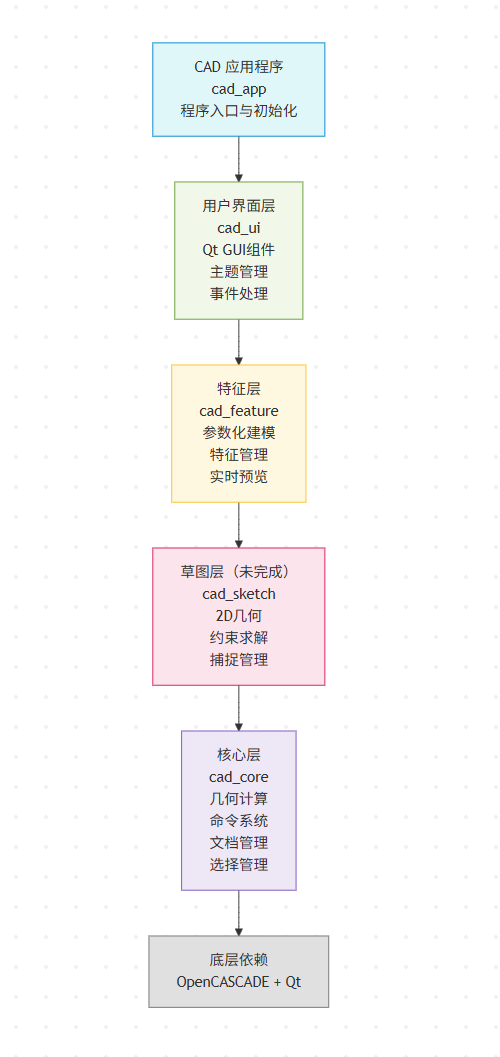 CAD 应用程序
cad_app
程序入口与初始化
用户界面层
cad_ui
Qt GUI组件
主题管理
事件处理
特征层
cad_feature
参数化建模
特征管理
实时预览
草图层（未完成）
cad_sketch
2D几何
约束求解
捕捉管理
核心层
cad_core
几何计算
命令系统
文档管理
选择管理
底层依赖
OpenCASCADE + Qt